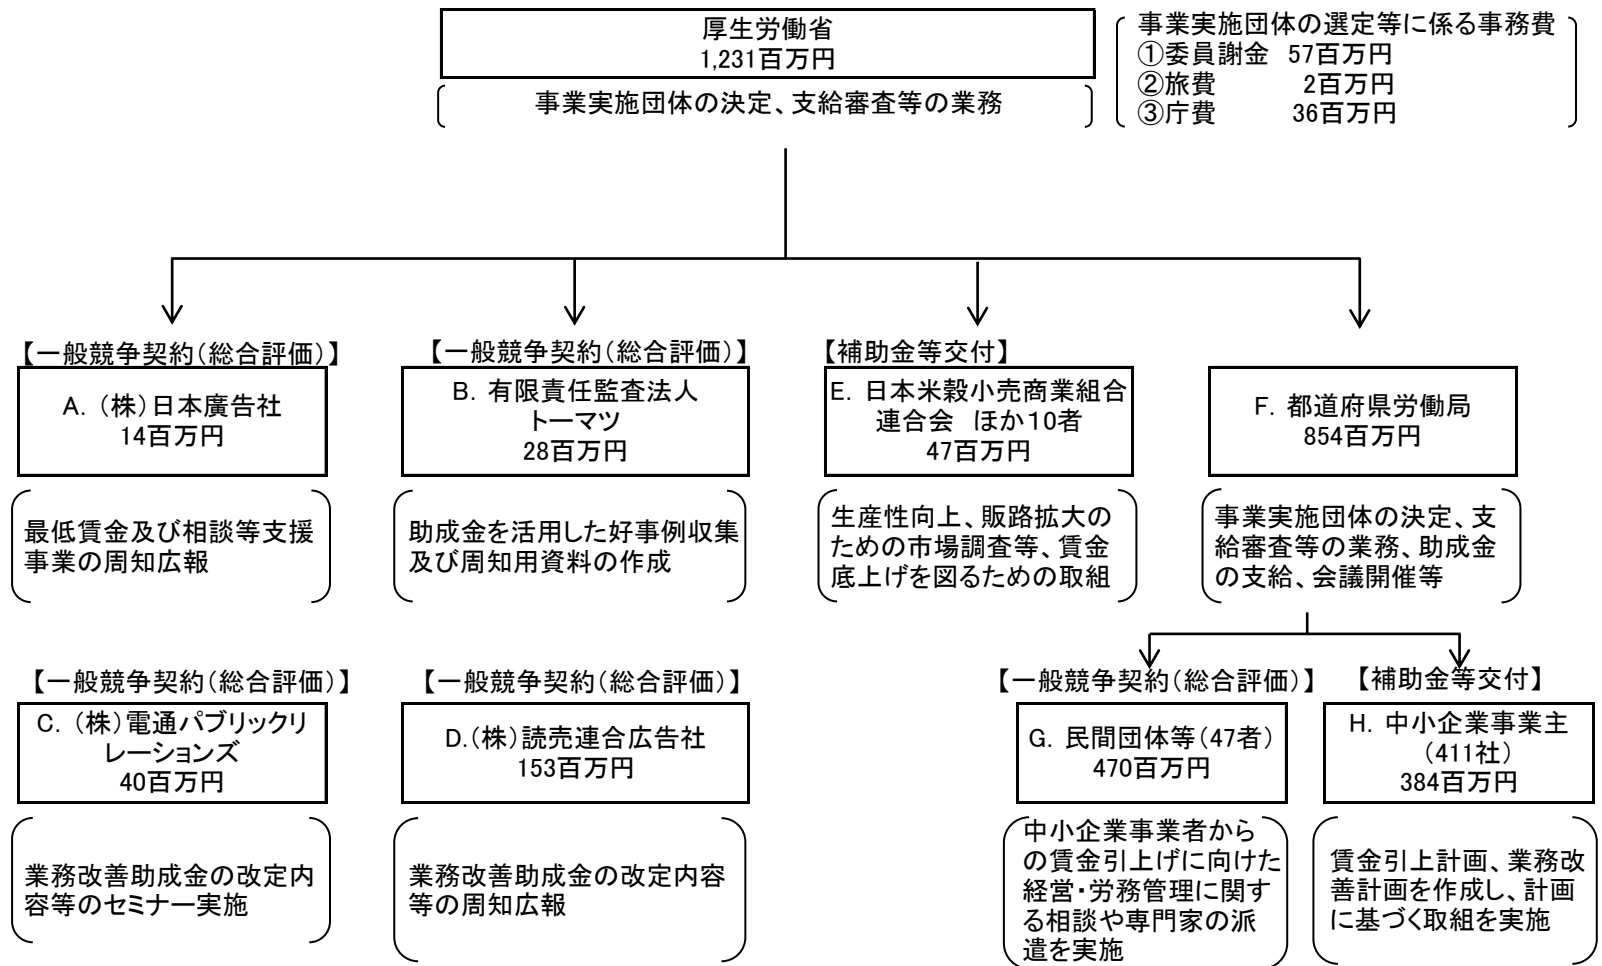 厚生労働省
1,231百万円
事業実施団体の決定、支給審査等の業務
事業実施団体の選定等に係る事務費
①委員謝金 57百万円
②旅費 2百万円
③庁費 36百万円
【一般競争契約(総合評価)】
A. (株)日本廣告社
14百万円
最低賃金及び相談等支援
事業の周知広報
【一般競争契約(総合評価)】
B. 有限責任監査法人
トーマツ
28百万円
助成金を活用した好事例収集
及び周知用資料の作成
【補助金等交付】
E. 日本米穀小売商業組合
連合会 ほか10者
47百万円
生産性向上、販路拡大の
ための市場調査等、賃金
底上げを図るための取組
F. 都道府県労働局
854百万円
事業実施団体の決定、支
給審査等の業務、助成金
の支給、会議開催等
【一般競争契約(総合評価)】
C. (株)電通パブリックリ
レーションズ
40百万円
業務改善助成金の改定内
容等のセミナー実施
【一般競争契約(総合評価)】
D.(株)読売連合広告社
153百万円
業務改善助成金の改定内容
等の周知広報
【一般競争契約(総合評価)】
G. 民間団体等(47者)
470百万円
中小企業事業者から
の賃金引上げに向けた
経営・労務管理に関す
る相談や専門家の派
遣を実施
【補助金等交付】
H. 中小企業事業主
(411社)
384百万円
賃金引上計画、業務改
善計画を作成し、計画
に基づく取組を実施